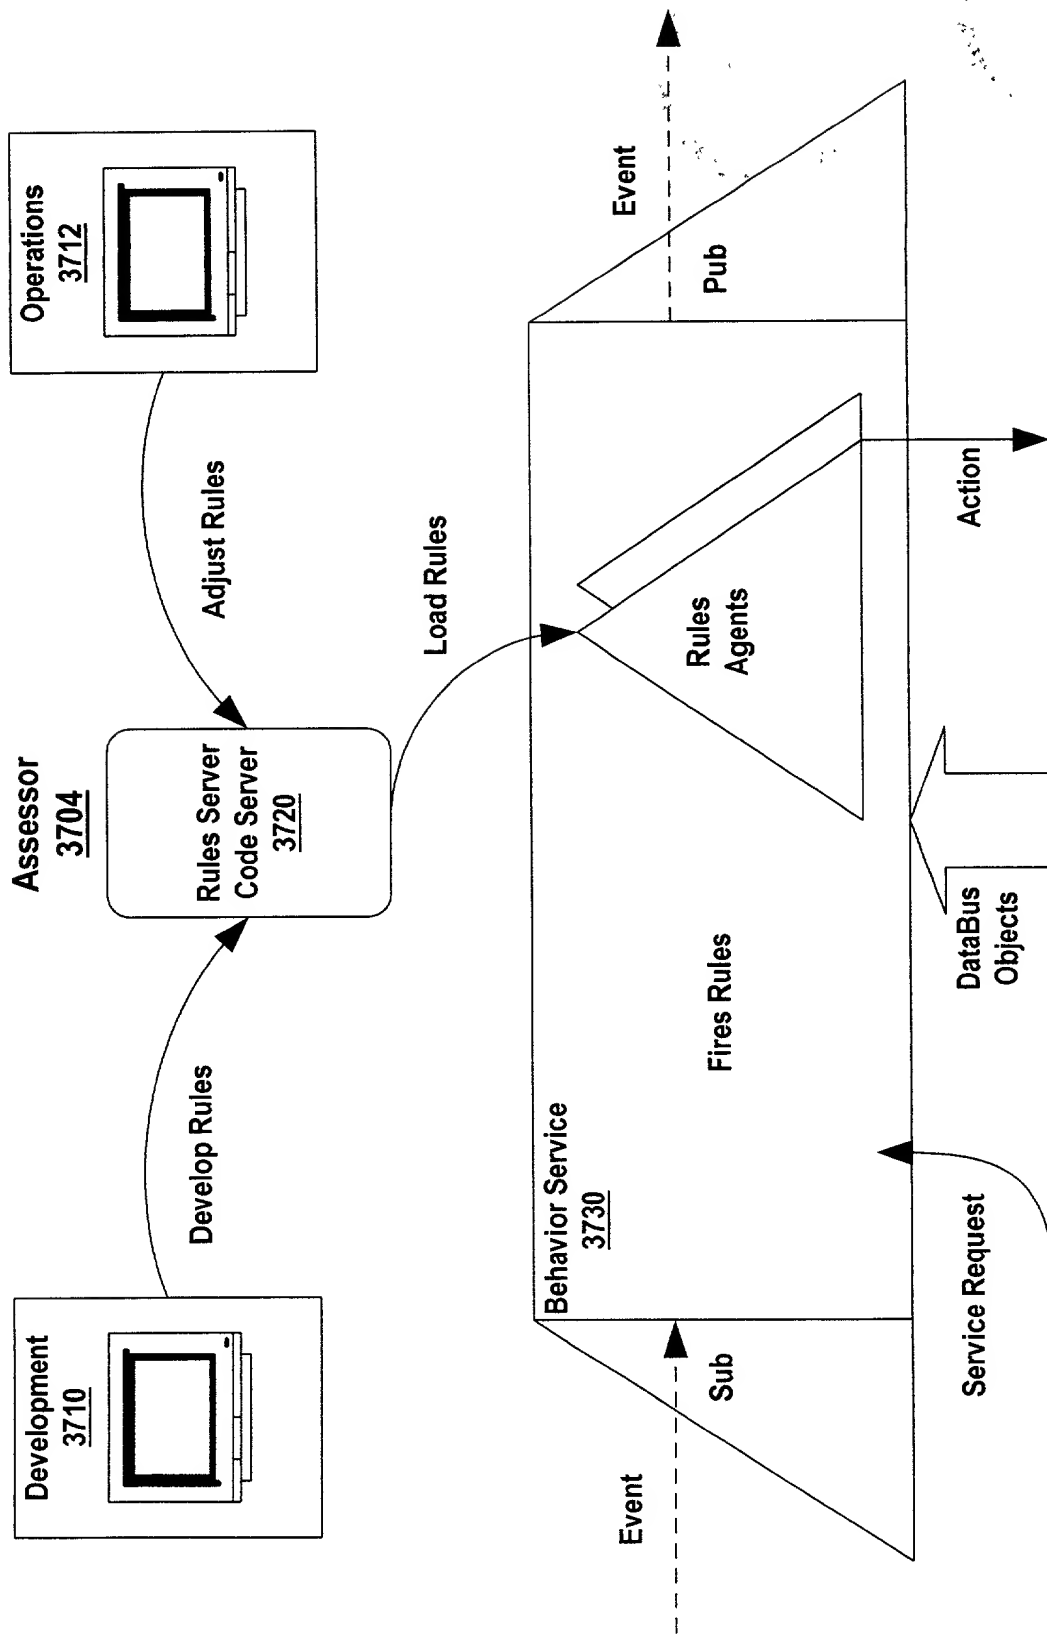 Assessor
3704
Development
3710
Operations
3712
Rules Server
Code Server
3720
Develop Rules
Adjust Rules
Load Rules
Behavior Service
3730
Event
Sub
Fires Rules
Rules
Agents
Pub
Event
Service Request
DataBus
Objects
Action